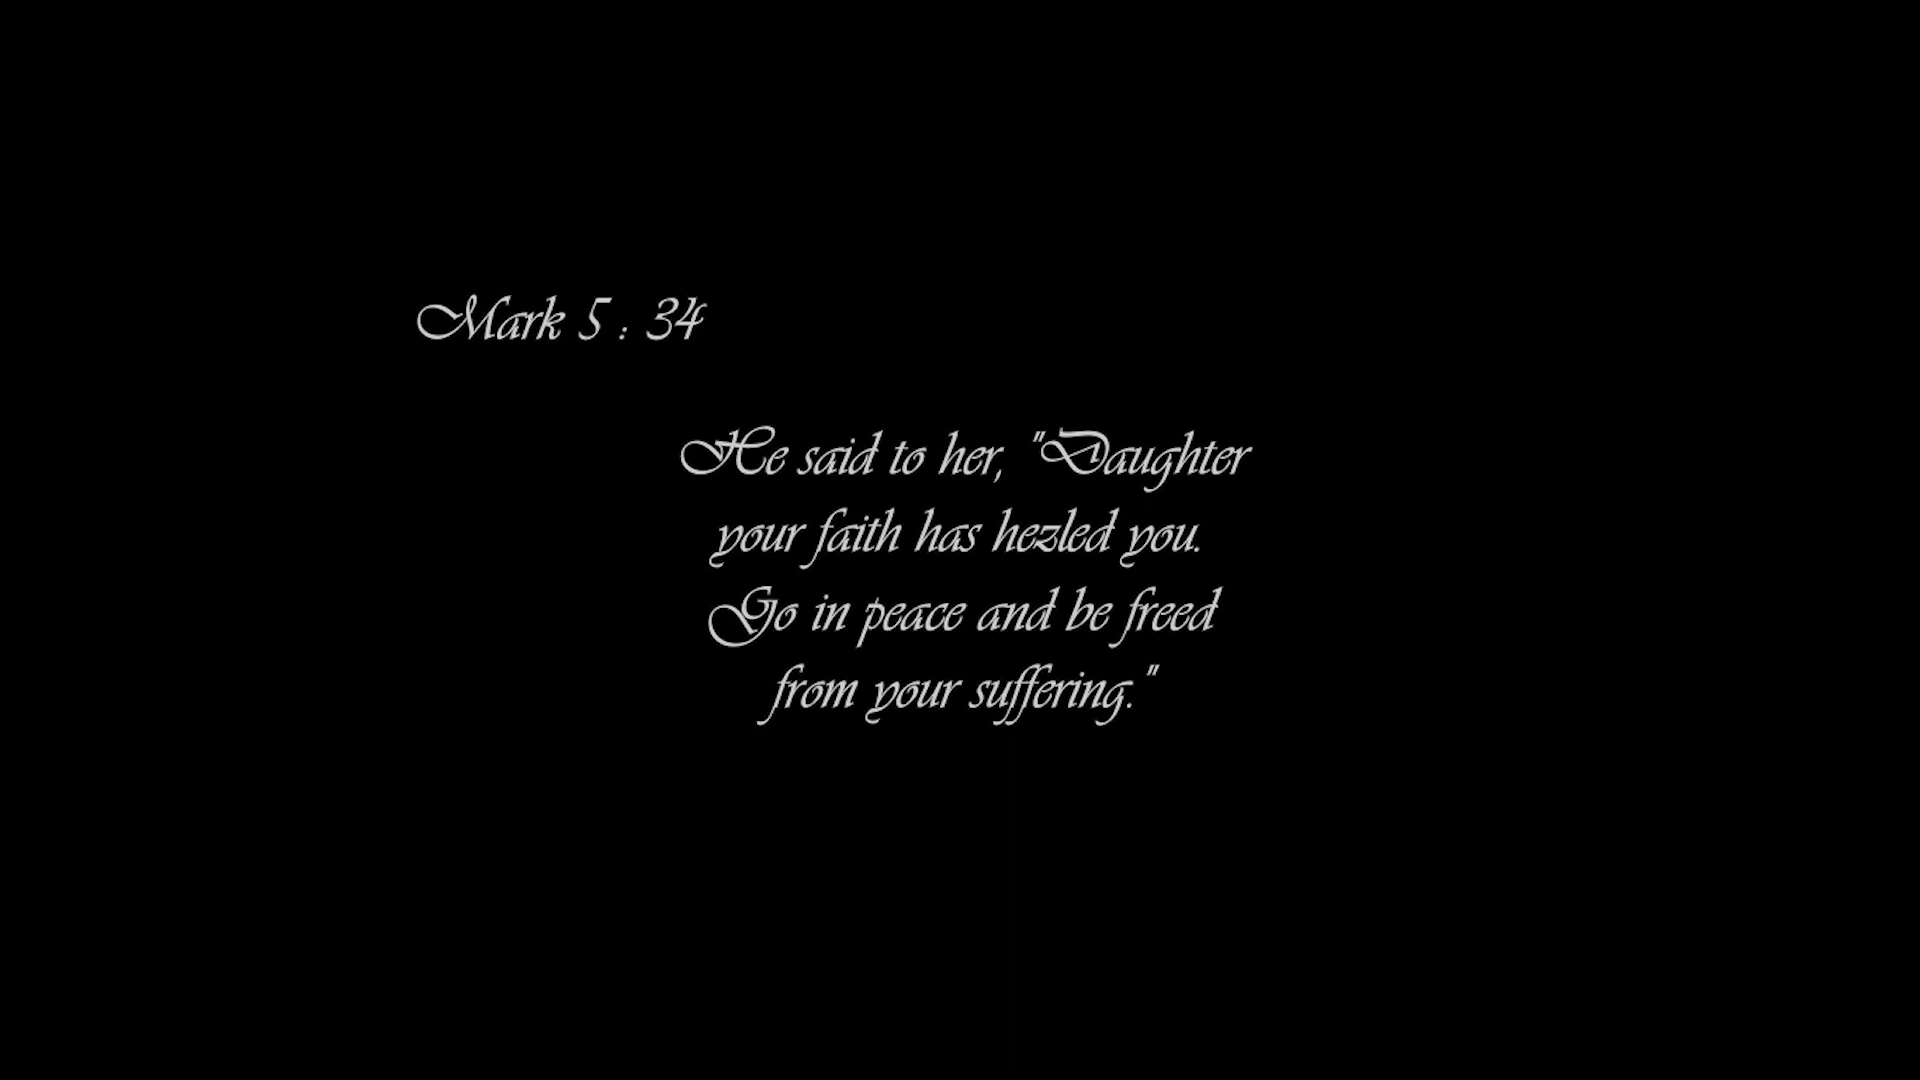 Mark 5 : 34
He said to her, "Daughter
your faith has hezled you.
Go in peace and be freed
from your suffering."